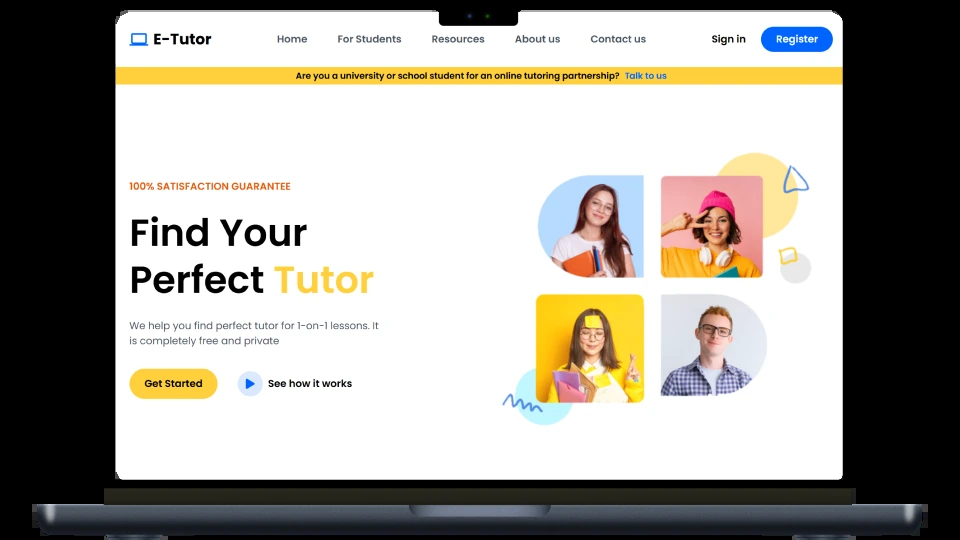 E-Tutor
Home For Students Resources About us Contact us Sign in Register
Are you a university or school student for an online tutoring partnership? Talk to us
100% SATISFACTION GUARANTEE
Find Your
Perfect Tutor
We help you find perfect tutor for 1-on-1 lessons. It
is completely free and private
Get Started See how it works